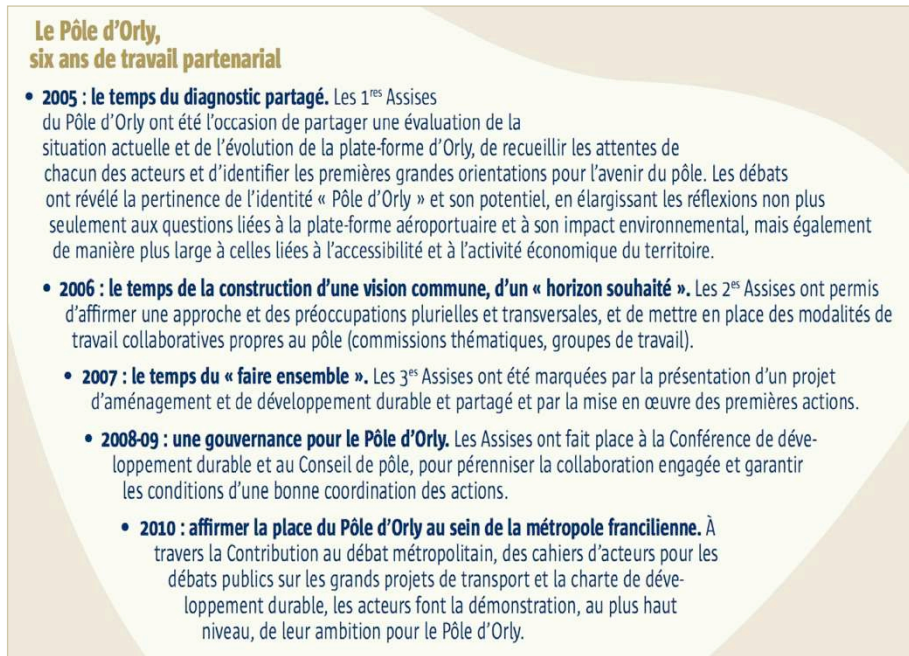 Le Pôle d'Orly,
six ans de travail partenarial
• 2005 : le temps du diagnostic partagé. Les 1res Assises
du Pôle d'Orly ont été l'occasion de partager une évaluation de la
situation actuelle et de l'évolution de la plate-forme d'Orly, de recueillir les attentes de
chacun des acteurs et d'identifier les premières grandes orientations pour l'avenir du pôle. Les débats
ont révélé la pertinence de l'identité « Pôle d'Orly » et son potentiel, en élargissant les réflexions non plus
seulement aux questions liées à la plate-forme aéroportuaire et à son impact environnemental, mais également
de manière plus large à celles liées à l'accessibilité et à l'activité économique du territoire.
• 2006 : le temps de la construction d'une vision commune, d'un « horizon souhaité ». Les 2es Assises ont permis
d'affirmer une approche et des préoccupations plurielles et transversales, et de mettre en place des modalités de
travail collaboratives propres au pôle (commissions thématiques, groupes de travail).
• 2007 : le temps du « faire ensemble ». Les 3es Assises ont été marquées par la présentation d'un projet
d'aménagement et de développement durable et partagé et par la mise en œuvre des premières actions.
• 2008-09 : une gouvernance pour le Pôle d'Orly. Les Assises ont fait place à la Conférence de déve-
loppement durable et au Conseil de pôle, pour pérenniser la collaboration engagée et garantir
les conditions d'une bonne coordination des actions.
• 2010 : affirmer la place du Pôle d'Orly au sein de la métropole francilienne. À
travers la Contribution au débat métropolitain, des cahiers d'acteurs pour les
débats publics sur les grands projets de transport et la charte de déve-
loppement durable, les acteurs font la démonstration, au plus haut
niveau, de leur ambition pour le Pôle d'Orly.